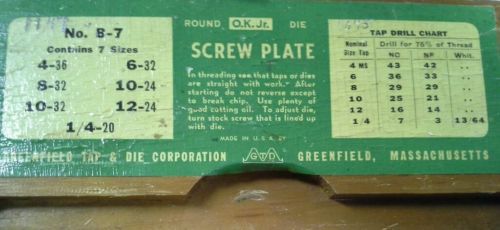 No. B-7
Contains 7 Sizes
4-36 6-32
8-32 10-24
10-32 12-24
1/4-20
ROUND O.K. Jr. DIE
SCREW PLATE
In threading see that taps or dies
are straight with work. After
starting do not reverse except
to break chip. Use plenty of
good cutting oil. To adjust die,
turn stock screw that is lined
up with die.
MADE IN U.S.A. BY
TAP DRILL CHART
Nominal Size Tap Drill for 75% of Thread
NC NF Whit.
4 MS 43 42 ..
6 36 33 ..
8 29 29 ..
10 25 21 ..
12 16 14 ..
1/4 7 3 13/64
GREENFIELD TAP & DIE CORPORATION GTD GREENFIELD, MASSACHUSETTS